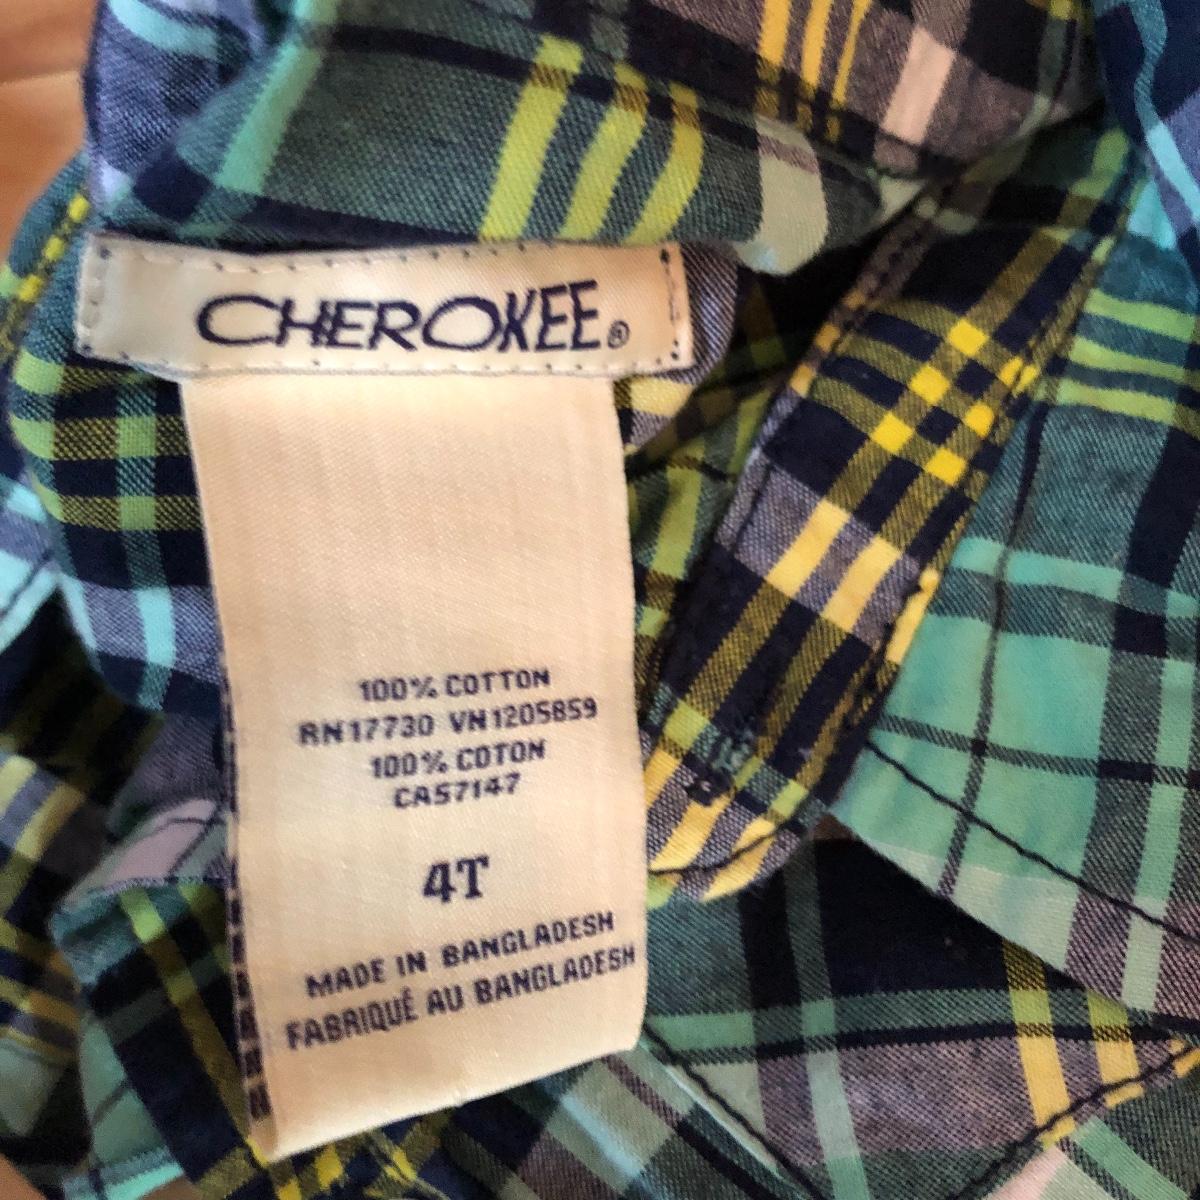 CHEROKEE®
100% COTTON
RN17730 VN1205859
100% COTON
CA57147
4T
MADE IN BANGLADESH
FABRIQUÉ AU BANGLADESH